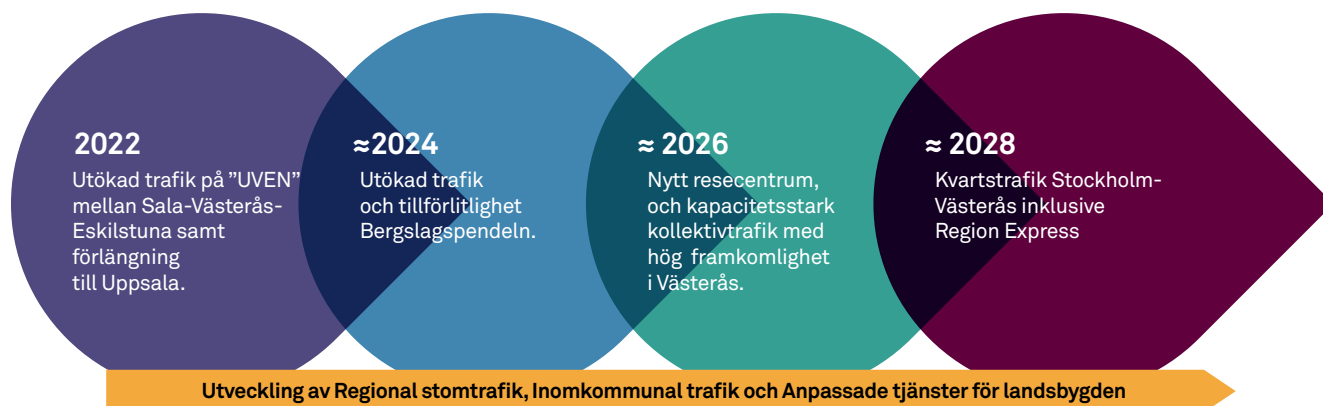 2022
Utökad trafik på ”UVEN”
mellan Sala-Västerås-
Eskilstuna samt
förlängning
till Uppsala.
≈2024
Utökad trafik
och tillförlitlighet
Bergslagspendeln.
≈ 2026
Nytt resecentrum,
och kapacitetsstark
kollektivtrafik med
hög framkomlighet
i Västerås.
≈ 2028
Kvartstrafik Stockholm-
Västerås inklusive
Region Express
Utveckling av Regional stomtrafik, Inomkommunal trafik och Anpassade tjänster för landsbygden